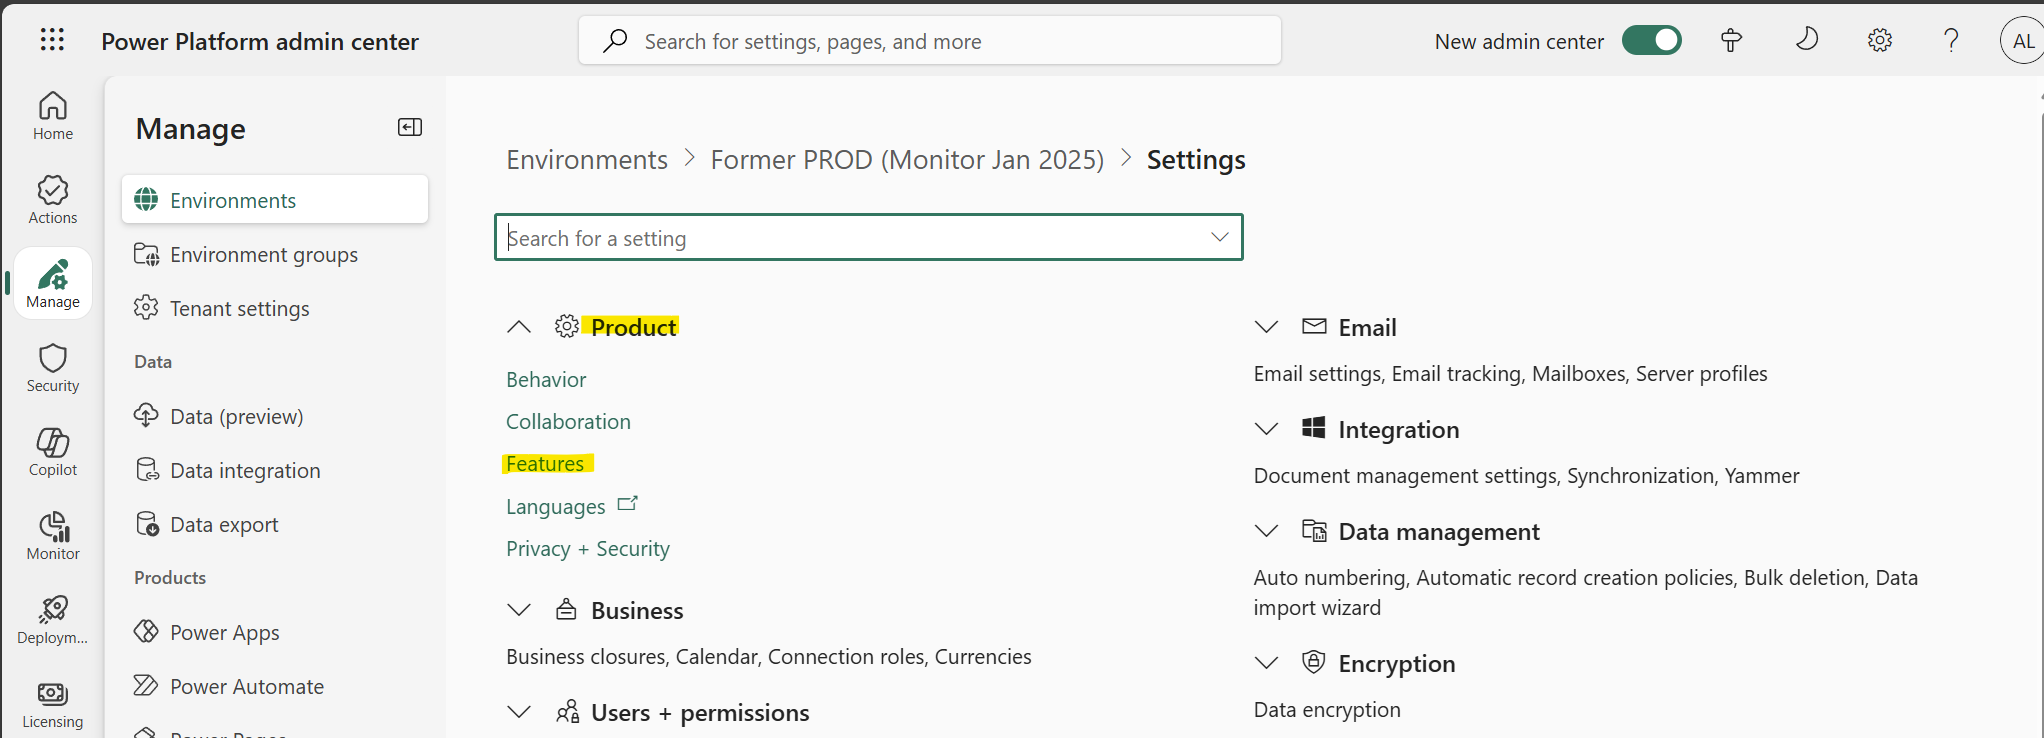 Power Platform admin center
Search for settings, pages, and more
New admin center
AL
Home
Actions
Manage
Security
Copilot
Monitor
Deploym...
Licensing
Manage
Environments
Environment groups
Tenant settings
Data
Data (preview)
Data integration
Data export
Products
Power Apps
Power Automate
Power Pages
Environments > Former PROD (Monitor Jan 2025) > Settings
Search for a setting
Product
Behavior
Collaboration
Features
Languages
Privacy + Security
Business
Business closures, Calendar, Connection roles, Currencies
Users + permissions
Email
Email settings, Email tracking, Mailboxes, Server profiles
Integration
Document management settings, Synchronization, Yammer
Data management
Auto numbering, Automatic record creation policies, Bulk deletion, Data
import wizard
Encryption
Data encryption